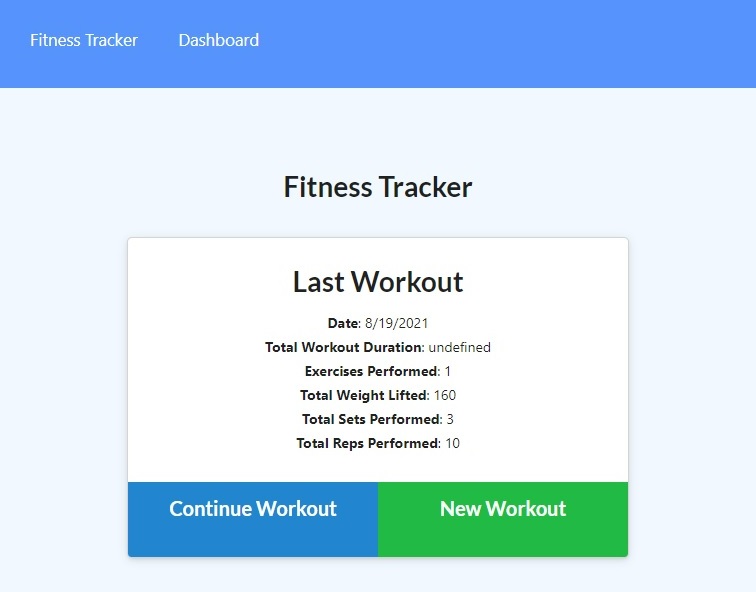 Fitness Tracker Dashboard
Fitness Tracker
Last Workout
Date: 8/19/2021
Total Workout Duration: undefined
Exercises Performed: 1
Total Weight Lifted: 160
Total Sets Performed: 3
Total Reps Performed: 10
Continue Workout New Workout